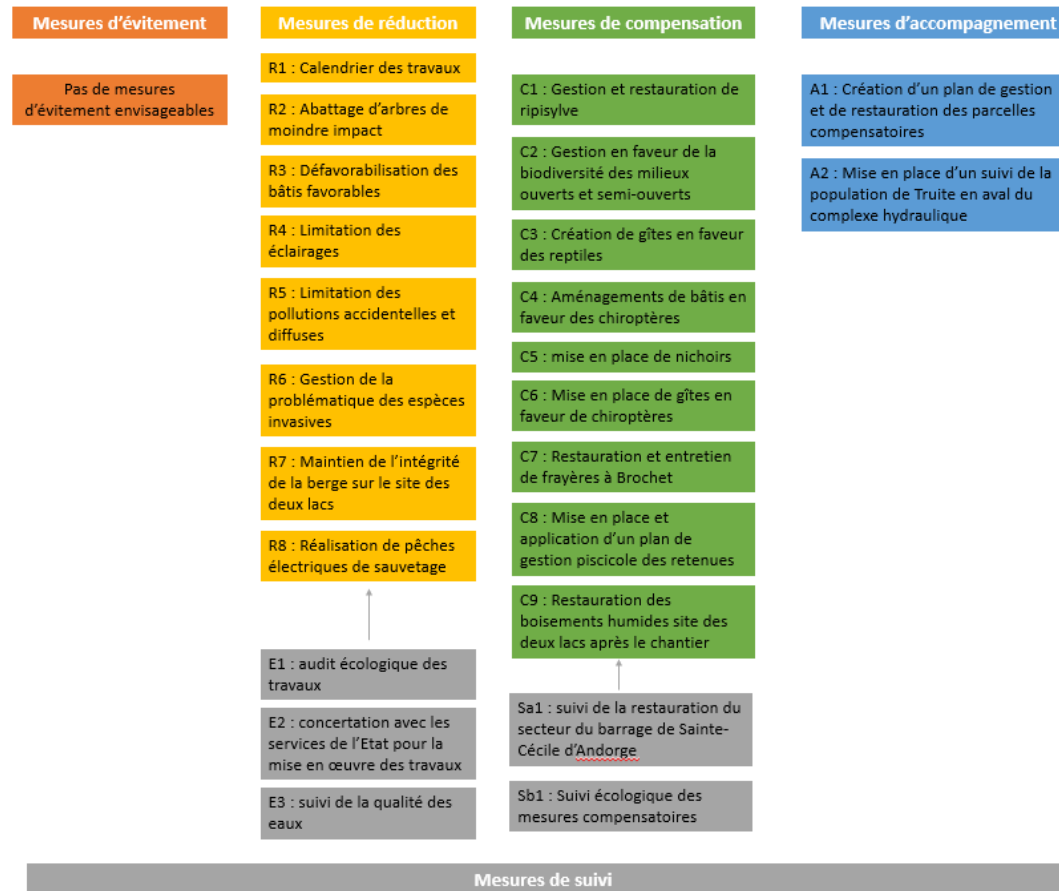 Mesures d'évitement
Pas de mesures
d'évitement envisageables
Mesures de réduction
R1 : Calendrier des travaux
R2 : Abattage d'arbres de
moindre impact
R3 : Défavorabilisation des
bâtis favorables
R4 : Limitation des
éclairages
R5 : Limitation des
pollutions accidentelles et
diffuses
R6 : Gestion de la
problématique des espèces
invasives
R7 : Maintien de l'intégrité
de la berge sur le site des
deux lacs
R8 : Réalisation de pêches
électriques de sauvetage
E1 : audit écologique des
travaux
E2 : concertation avec les
services de l'Etat pour la
mise en œuvre des travaux
E3 : suivi de la qualité des
eaux
Mesures de compensation
C1 : Gestion et restauration de
ripisylve
C2 : Gestion en faveur de la
biodiversité des milieux
ouverts et semi-ouverts
C3 : Création de gîtes en faveur
des reptiles
C4 : Aménagements de bâtis en
faveur des chiroptères
C5 : mise en place de nichoirs
C6 : Mise en place de gîtes en
faveur de chiroptères
C7 : Restauration et entretien
de frayères à Brochet
C8 : Mise en place et
application d'un plan de
gestion piscicole des retenues
C9 : Restauration des
boisements humides site des
deux lacs après le chantier
Sa1 : suivi de la restauration du
secteur du barrage de Sainte-
Cécile d'Andorge
Sb1 : Suivi écologique des
mesures compensatoires
Mesures d'accompagnement
A1 : Création d'un plan de gestion
et de restauration des parcelles
compensatoires
A2 : Mise en place d'un suivi de la
population de Truite en aval du
complexe hydraulique
Mesures de suivi